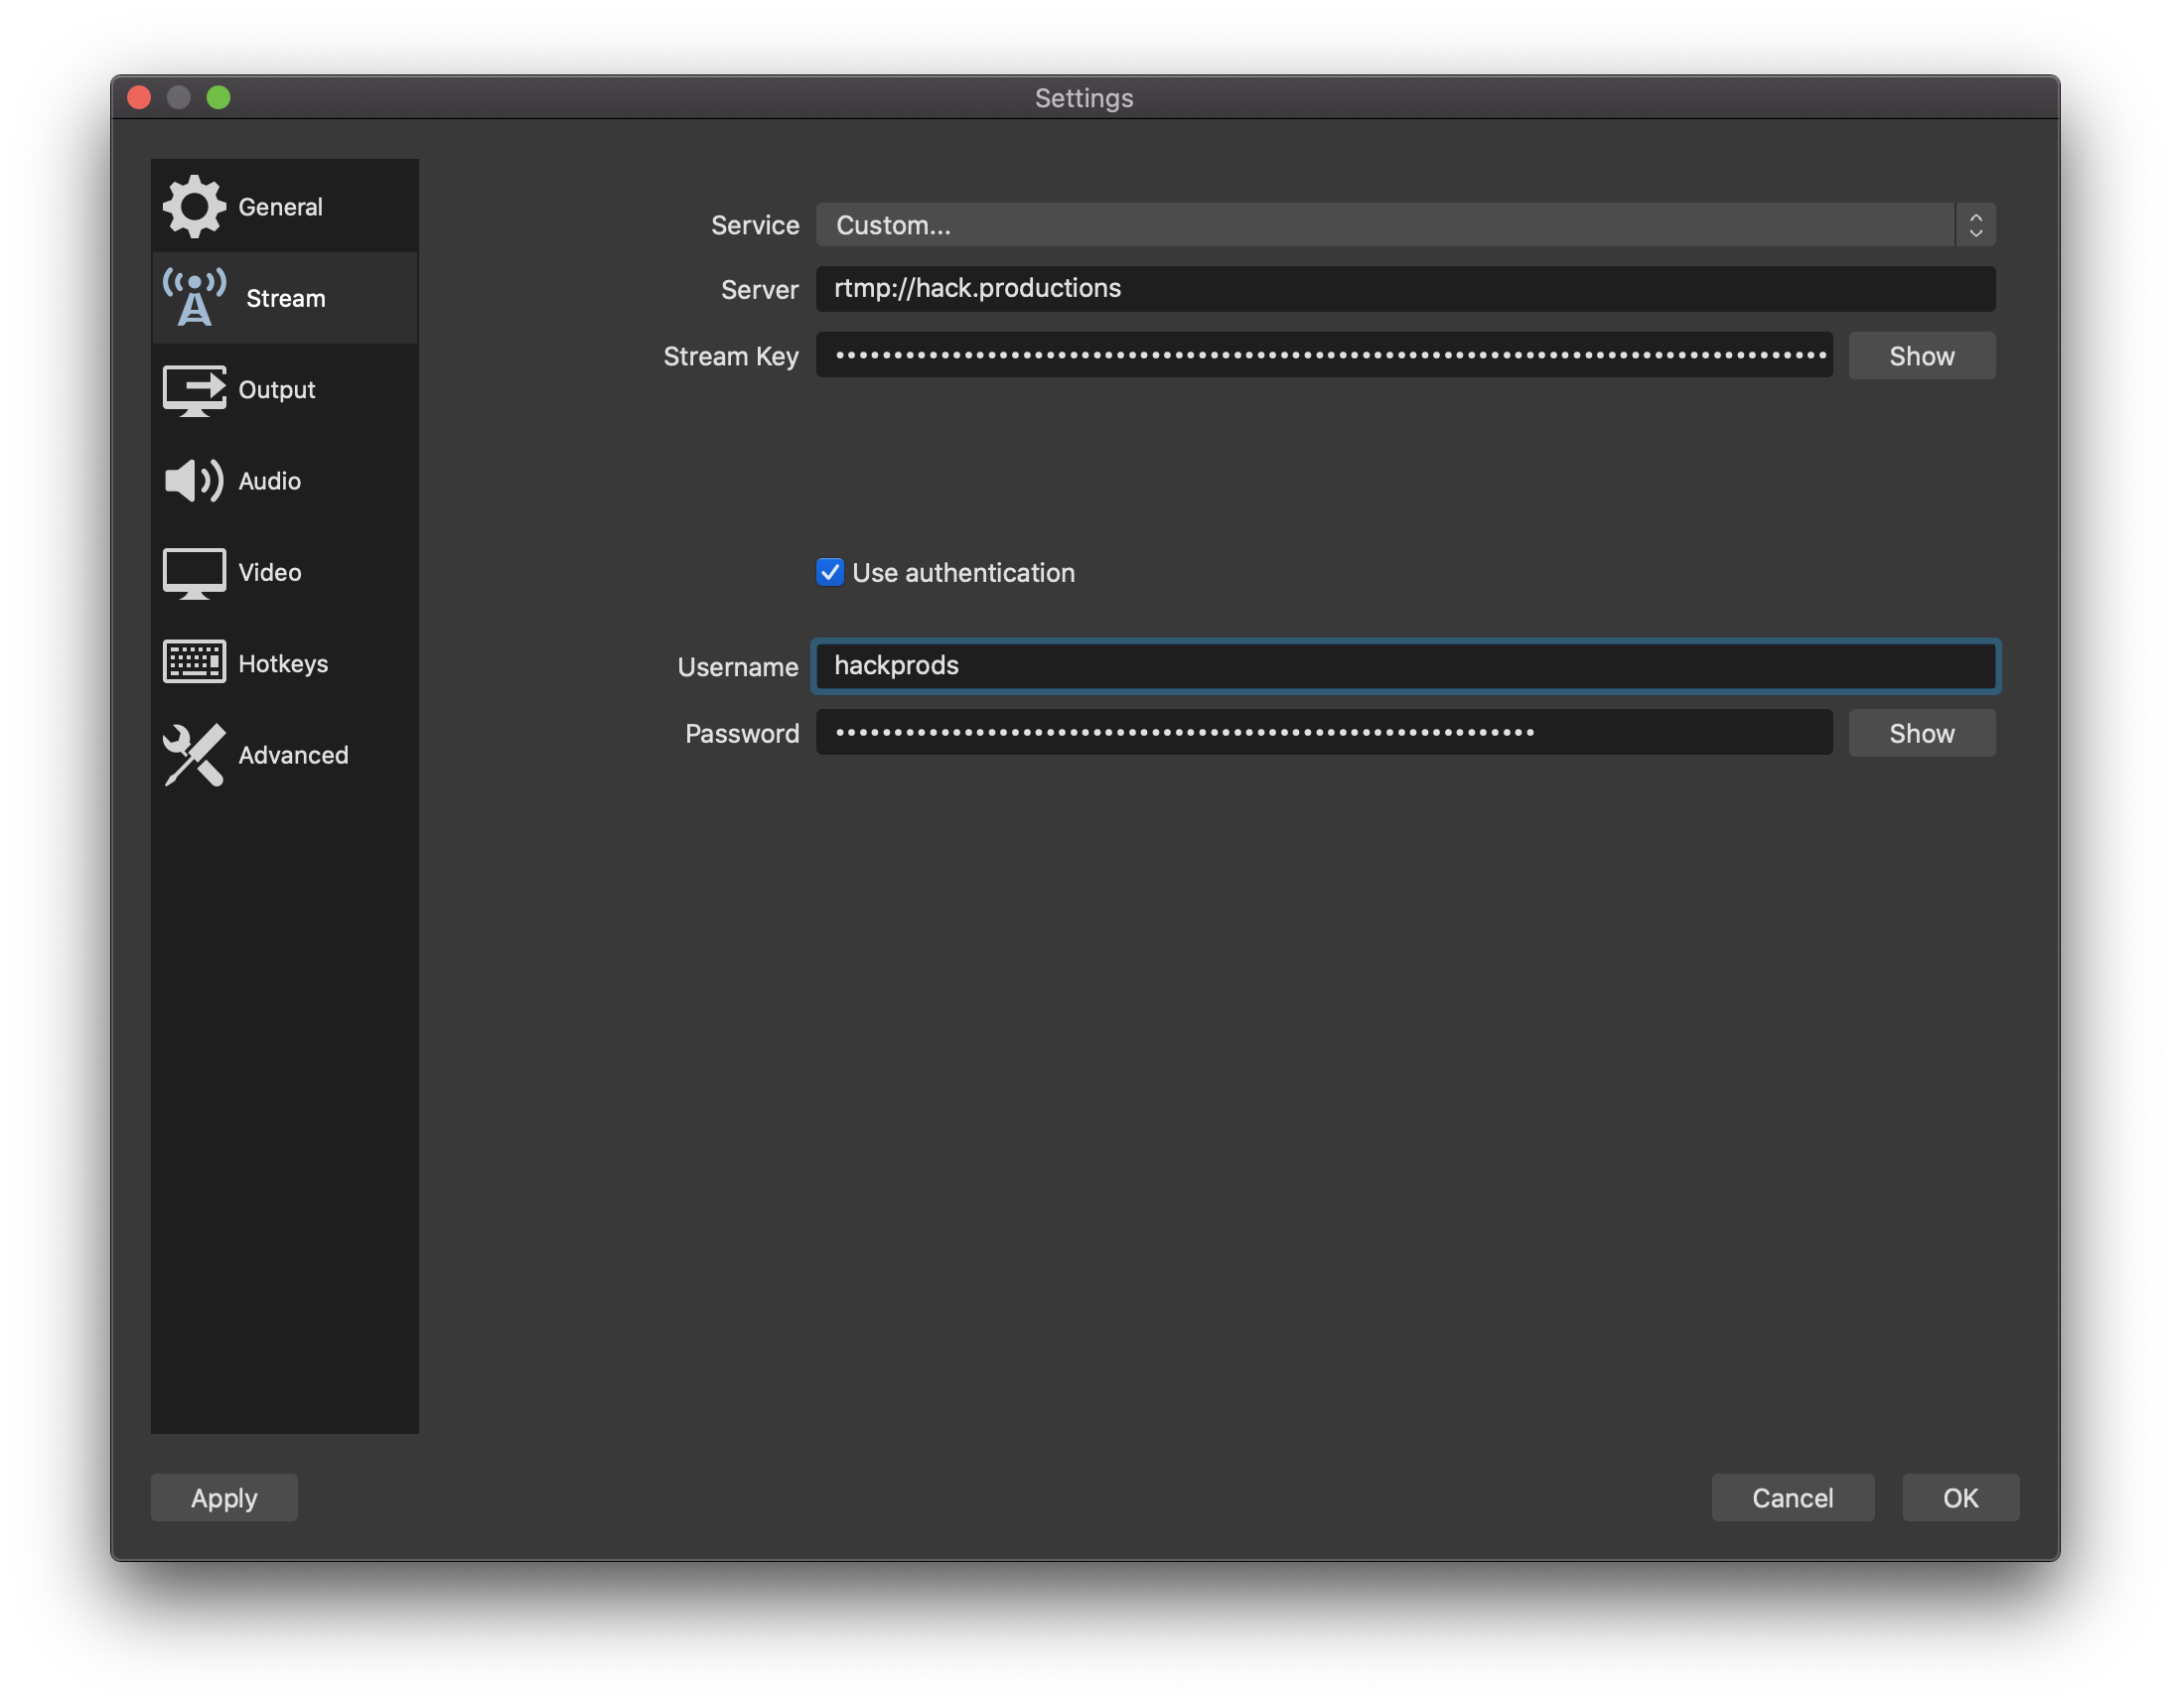 Settings
General
Stream
Output
Audio
Video
Hotkeys
Advanced
Service Custom...
Server rtmp://hack.productions
Stream Key Show
Use authentication
Username hackprods
Password Show
Apply Cancel OK